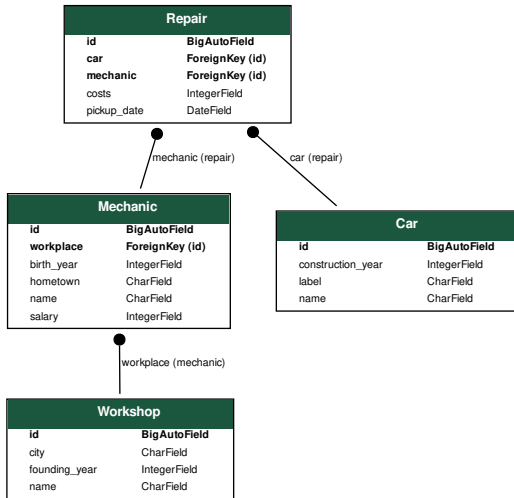 Repair
id BigAutoField
car ForeignKey (id)
mechanic ForeignKey (id)
costs IntegerField
pickup_date DateField
mechanic (repair)
car (repair)
Mechanic
id BigAutoField
workplace ForeignKey (id)
birth_year IntegerField
hometown CharField
name CharField
salary IntegerField
Car
id BigAutoField
construction_year IntegerField
label CharField
name CharField
workplace (mechanic)
Workshop
id BigAutoField
city CharField
founding_year IntegerField
name CharField